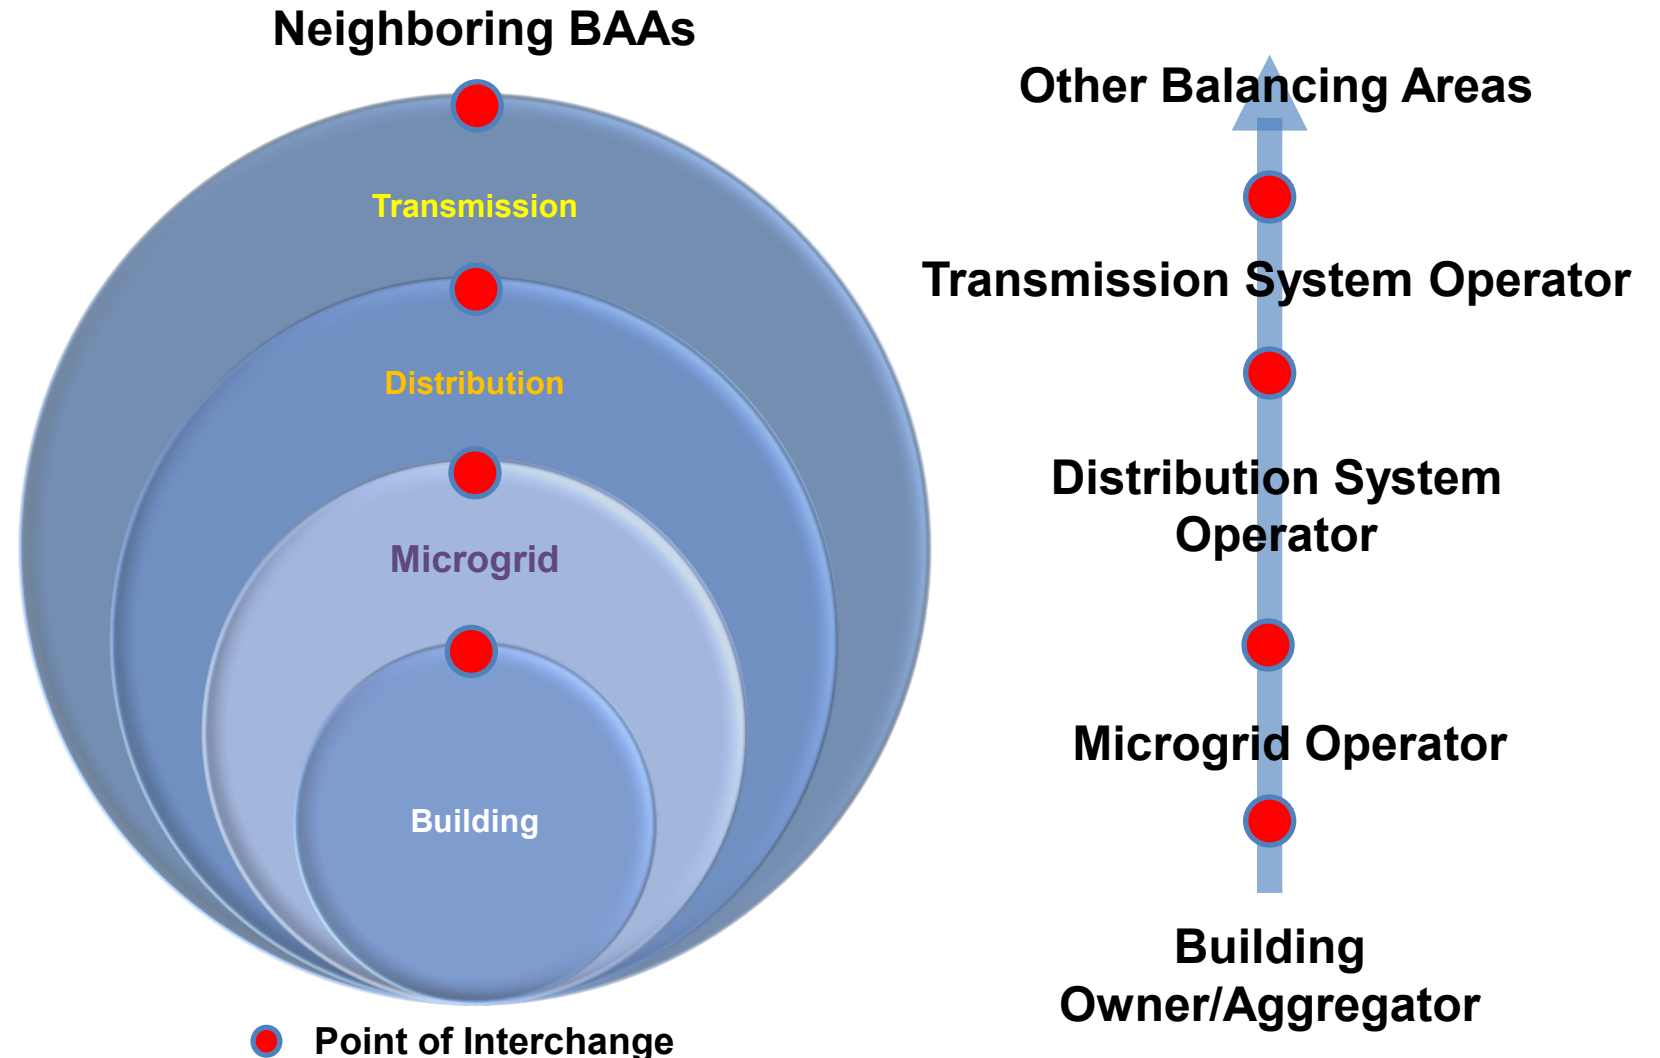 Neighboring BAAs
Transmission
Distribution
Microgrid
Building
Point of Interchange
Other Balancing Areas
Transmission System Operator
Distribution System
Operator
Microgrid Operator
Building
Owner/Aggregator